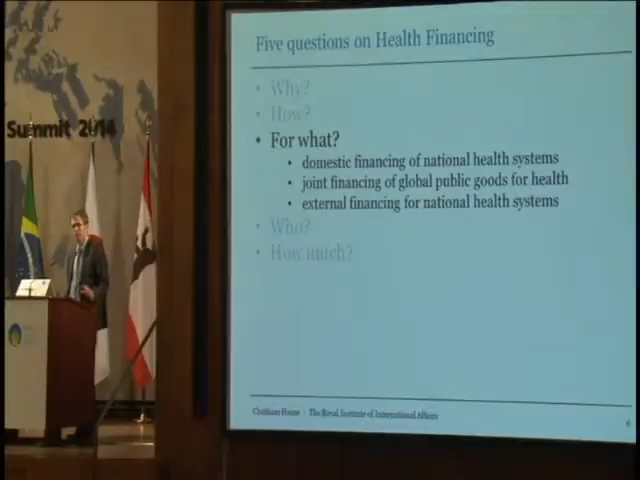 Summit 2014
Five questions on Health Financing
• Why?
• How?
• For what?
• domestic financing of national health systems
• joint financing of global public goods for health
• external financing for national health systems
• Who?
• How much?
Chatham House | The Royal Institute of International Affairs
6